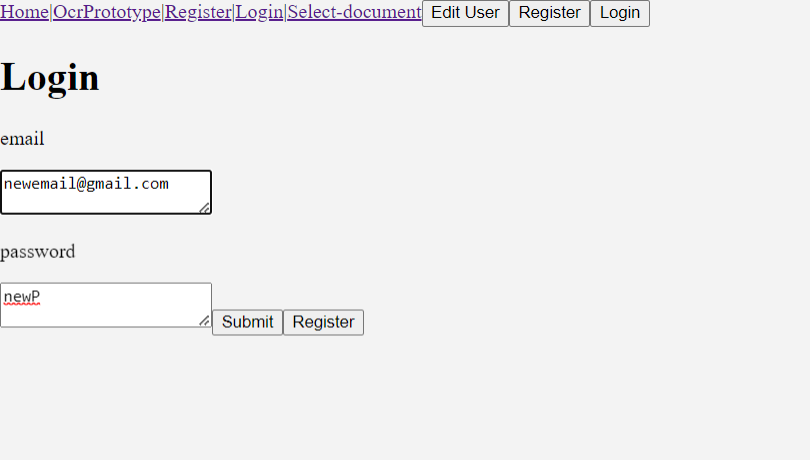 Home|OcrPrototype|Register|Login|Select-document Edit User Register Login
Login
email
newemail@gmail.com
password
newP
Submit Register